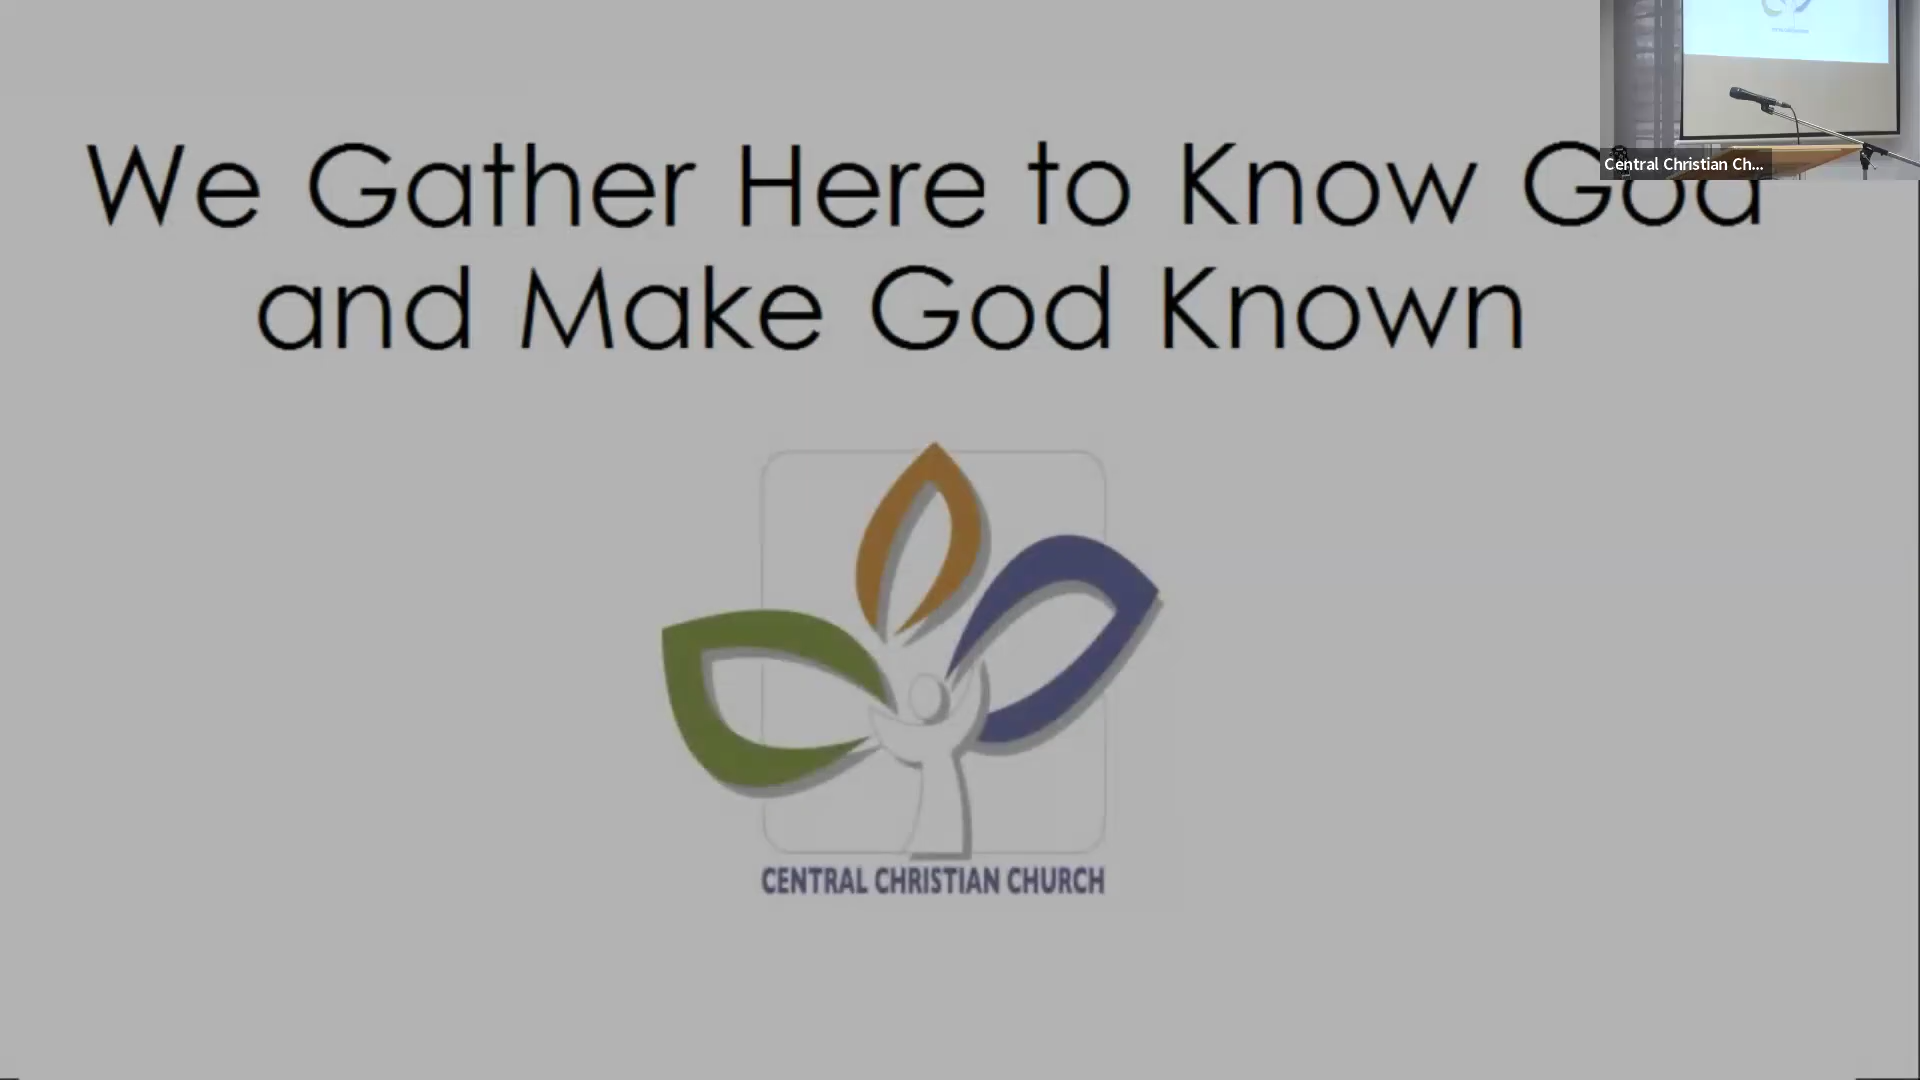 We Gather Here to Know God
and Make God Known
Central Christian Ch...
CENTRAL CHRISTIAN CHURCH